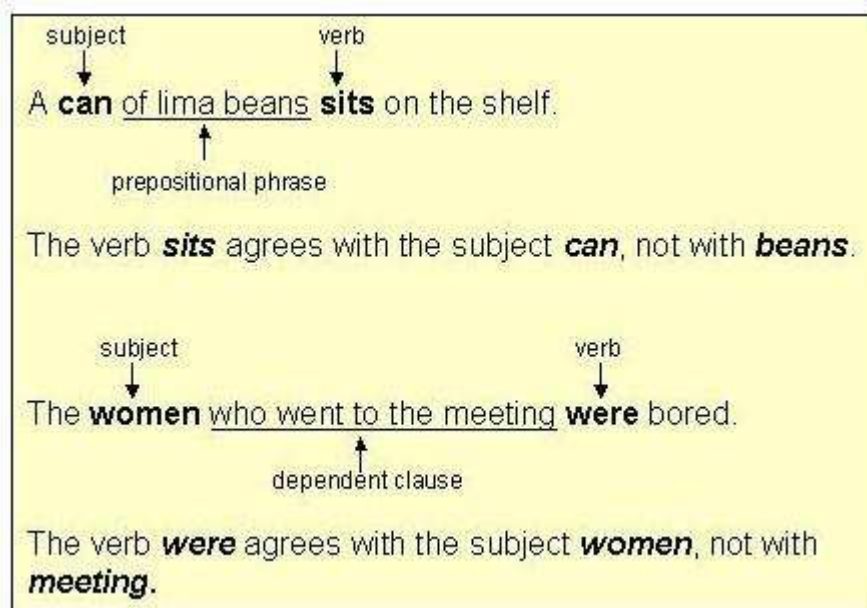 subject verb
A can of lima beans sits on the shelf.
prepositional phrase
The verb sits agrees with the subject can, not with beans.
subject verb
The women who went to the meeting were bored.
dependent clause
The verb were agrees with the subject women, not with
meeting.